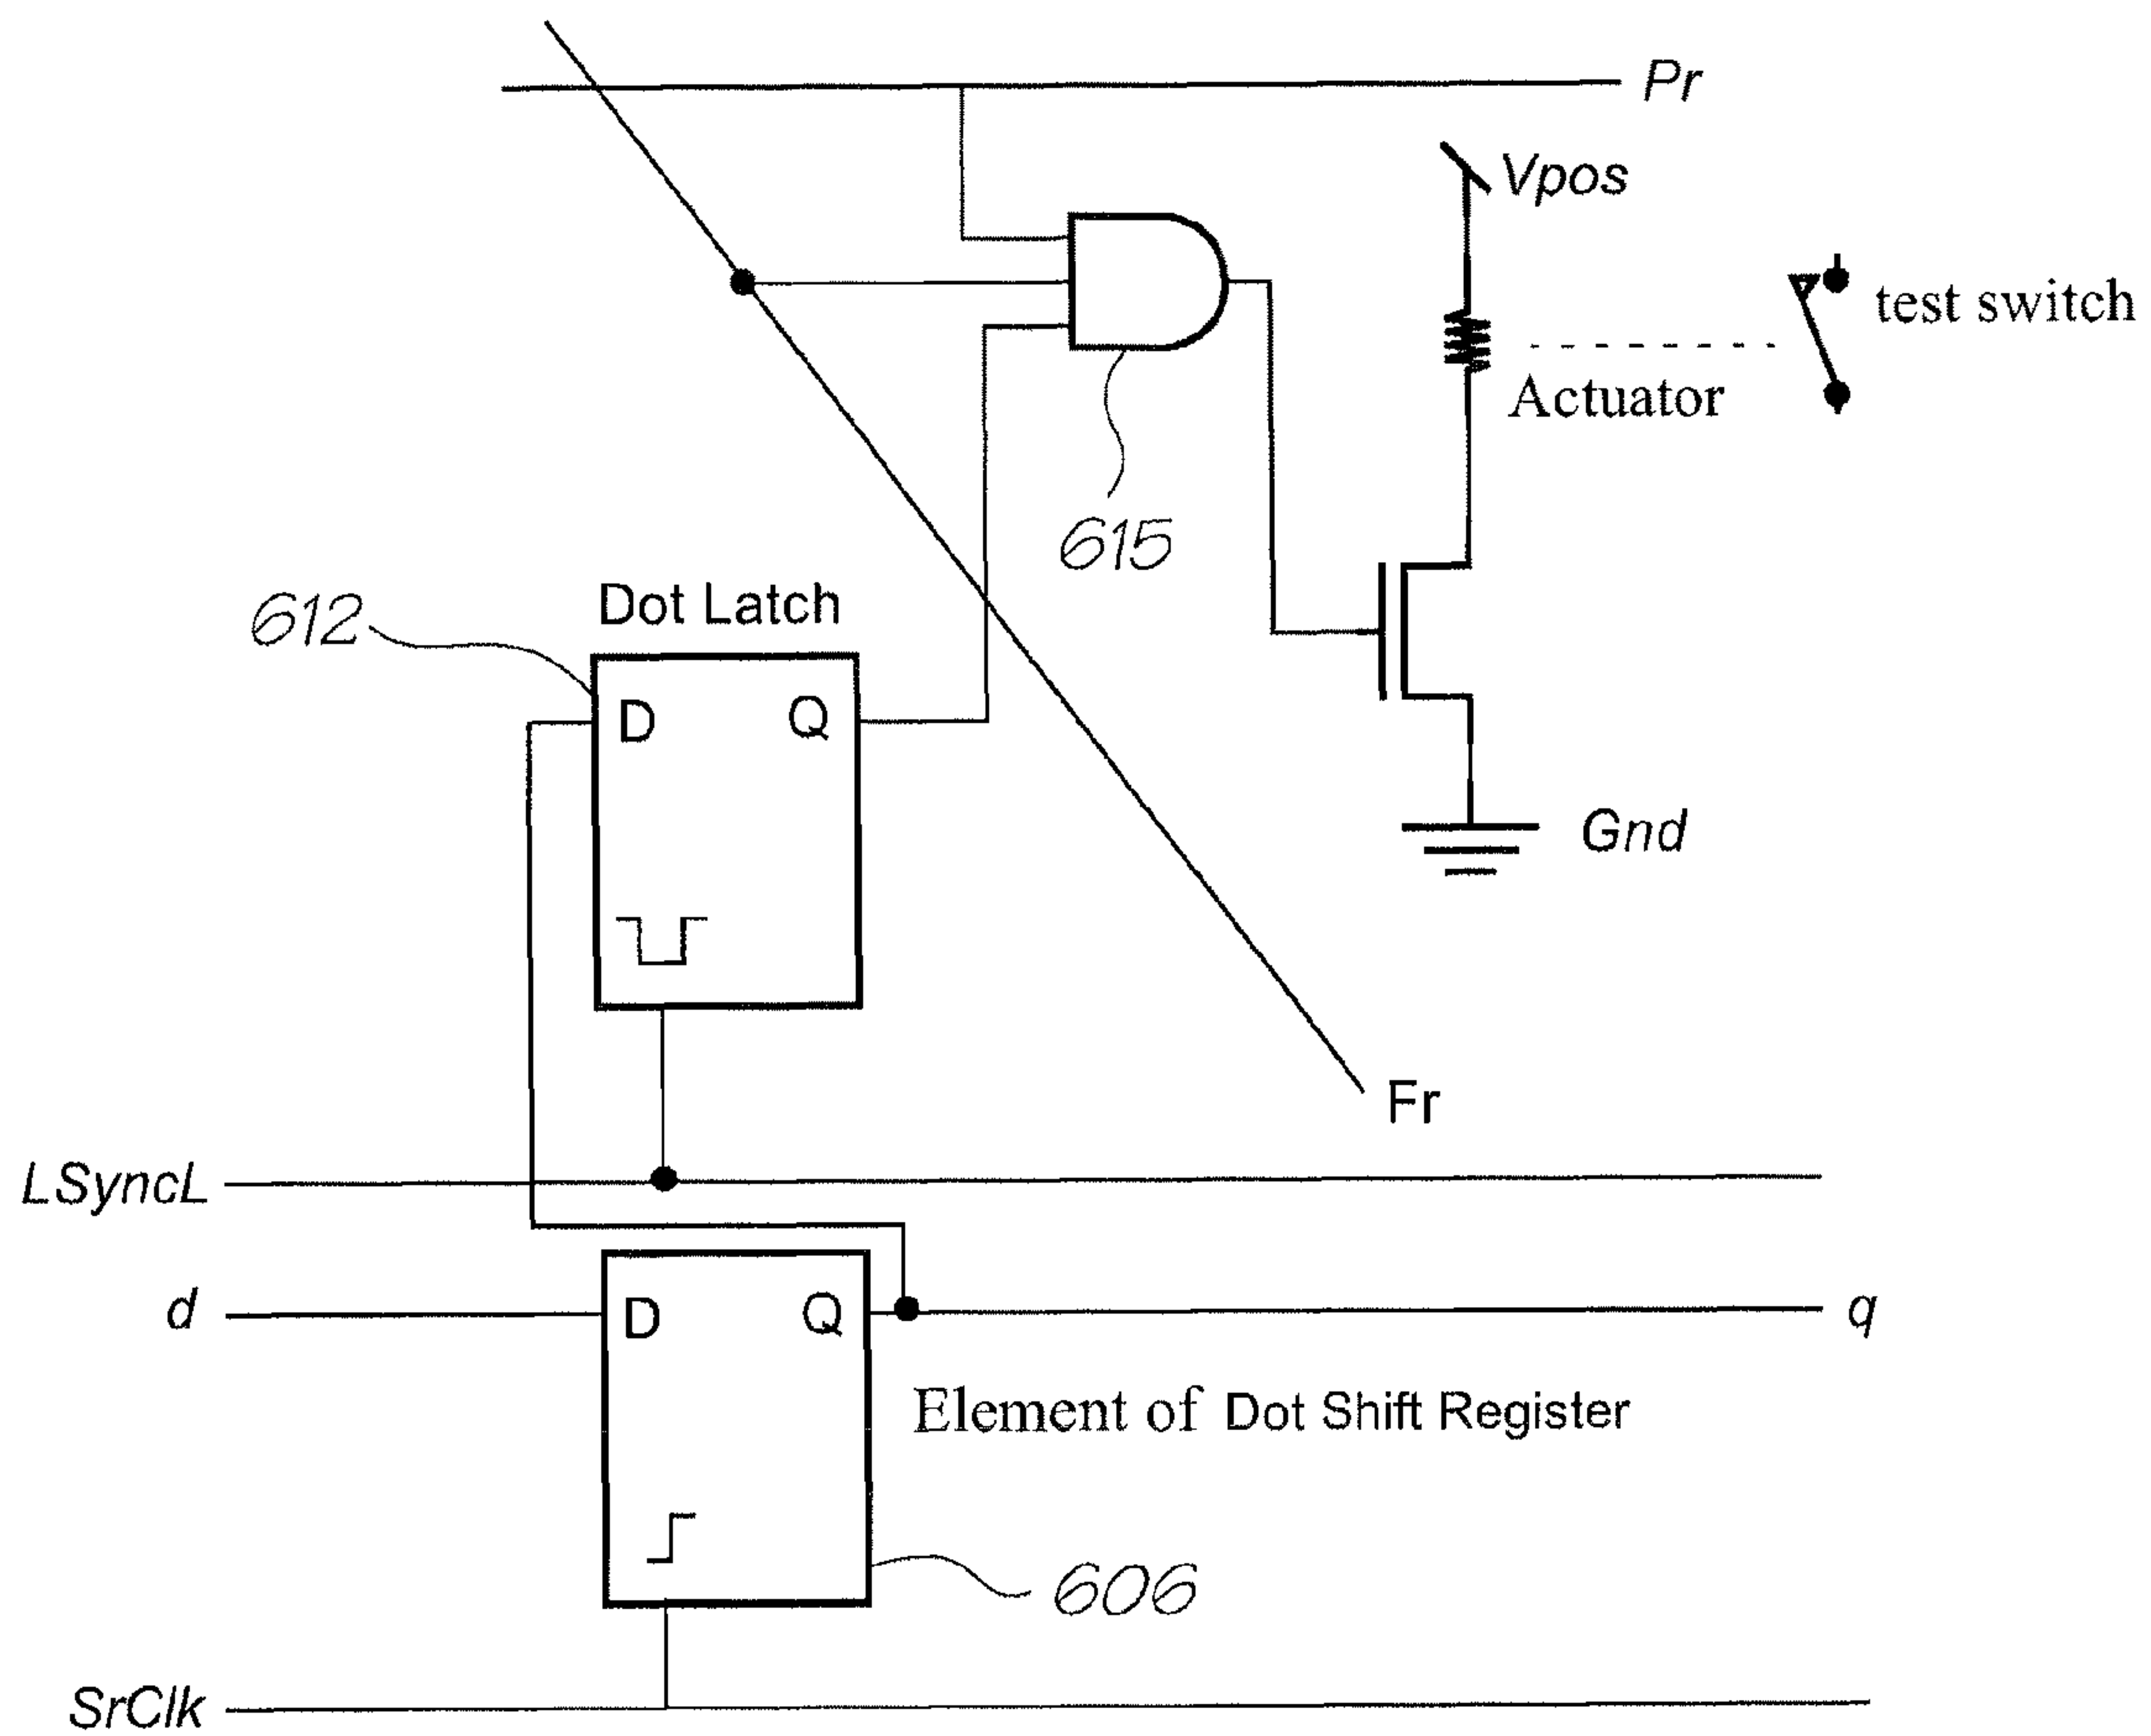 Pr
Vpos
test switch
Actuator
615
612
Dot Latch
D
Q
Gnd
Fr
LSyncL
d
D
Q
q
Element of Dot Shift Register
606
SrClk